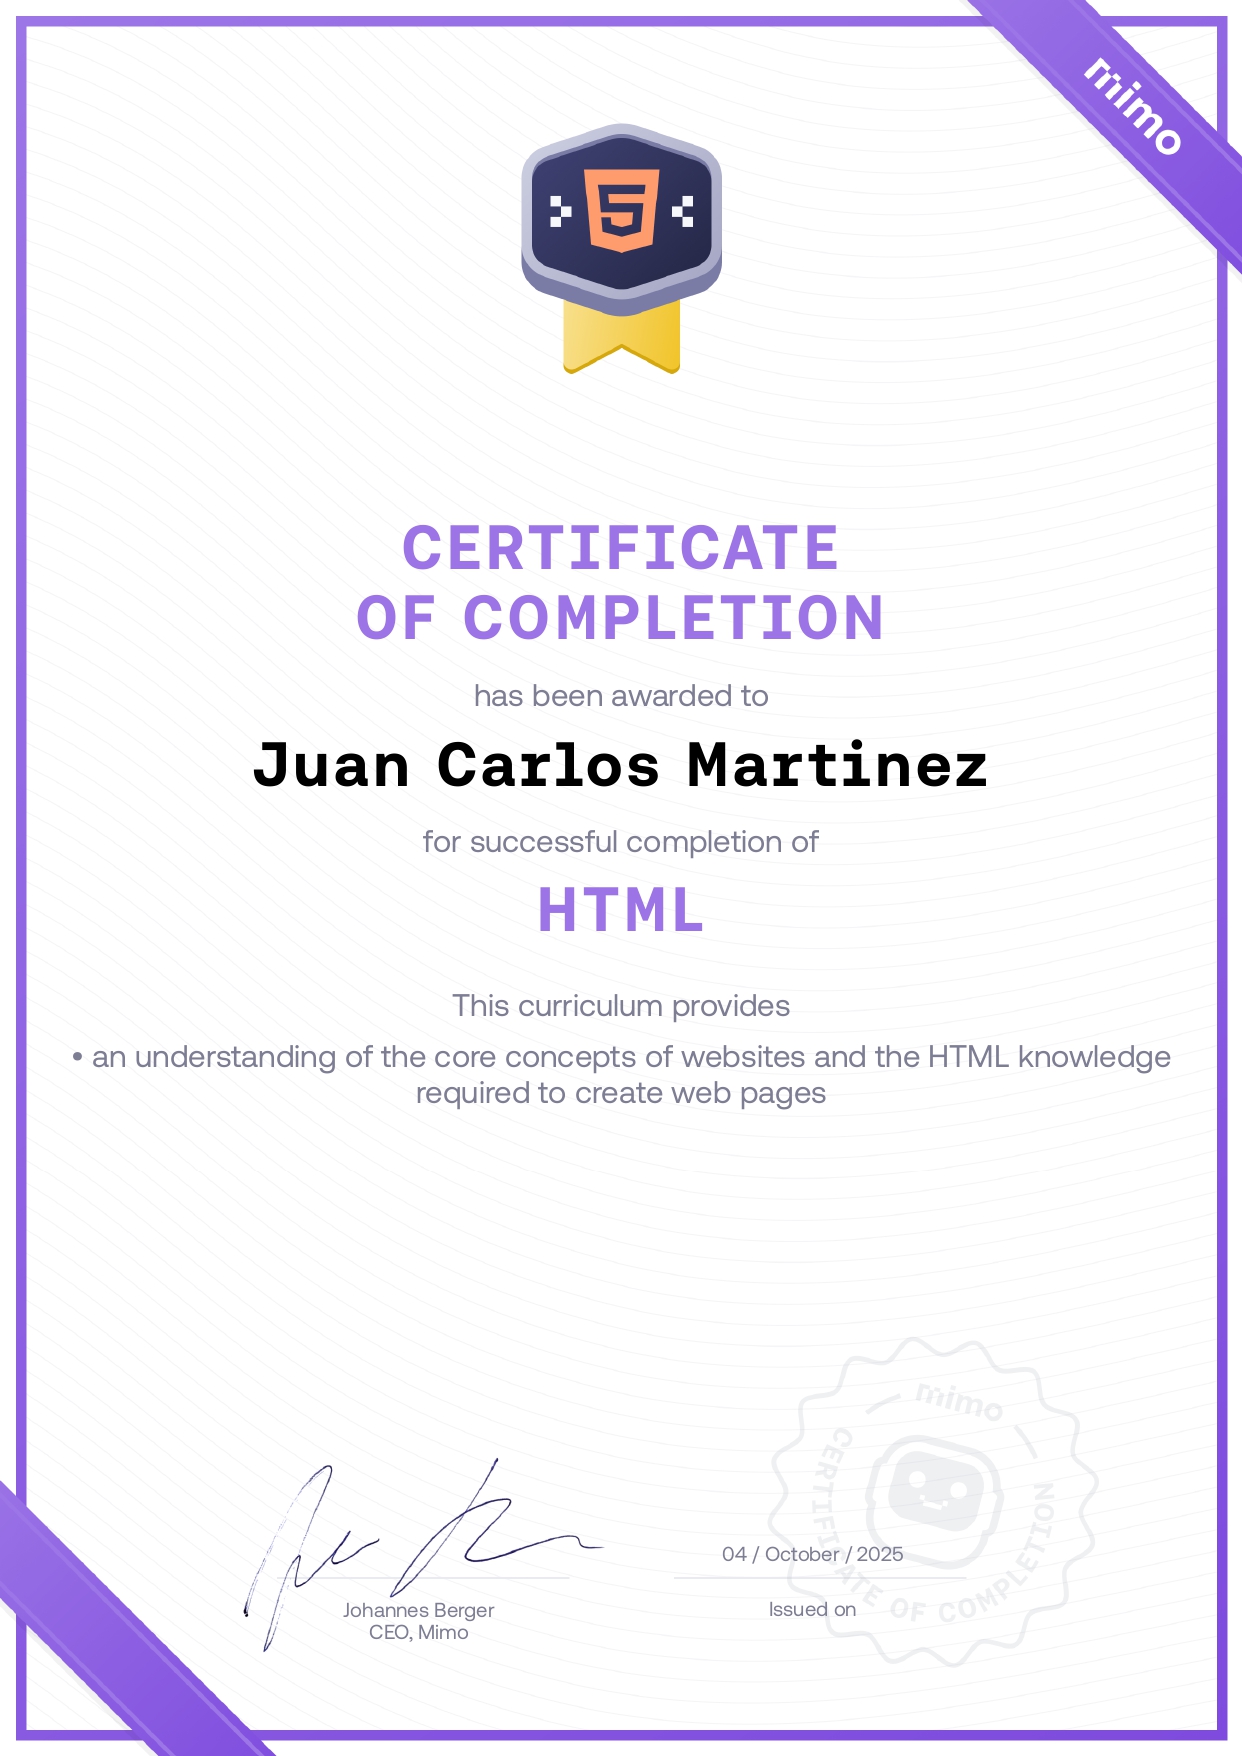 mimo
5
CERTIFICATE
OF COMPLETION
has been awarded to
Juan Carlos Martinez
for successful completion of
HTML
This curriculum provides
• an understanding of the core concepts of websites and the HTML knowledge
required to create web pages
mimo
CERTIFICATE OF COMPLETION
04 / October / 2025
Johannes Berger
CEO, Mimo
Issued on